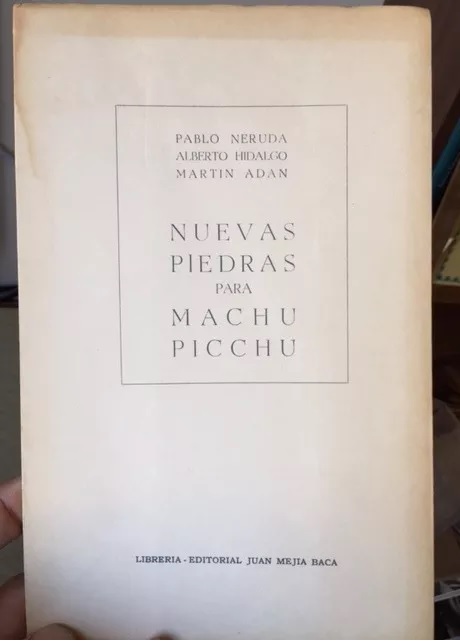 PABLO NERUDA
ALBERTO HIDALGO
MARTIN ADAN
NUEVAS
PIEDRAS
PARA
MACHU
PICCHU
LIBRERIA - EDITORIAL JUAN MEJIA BACA